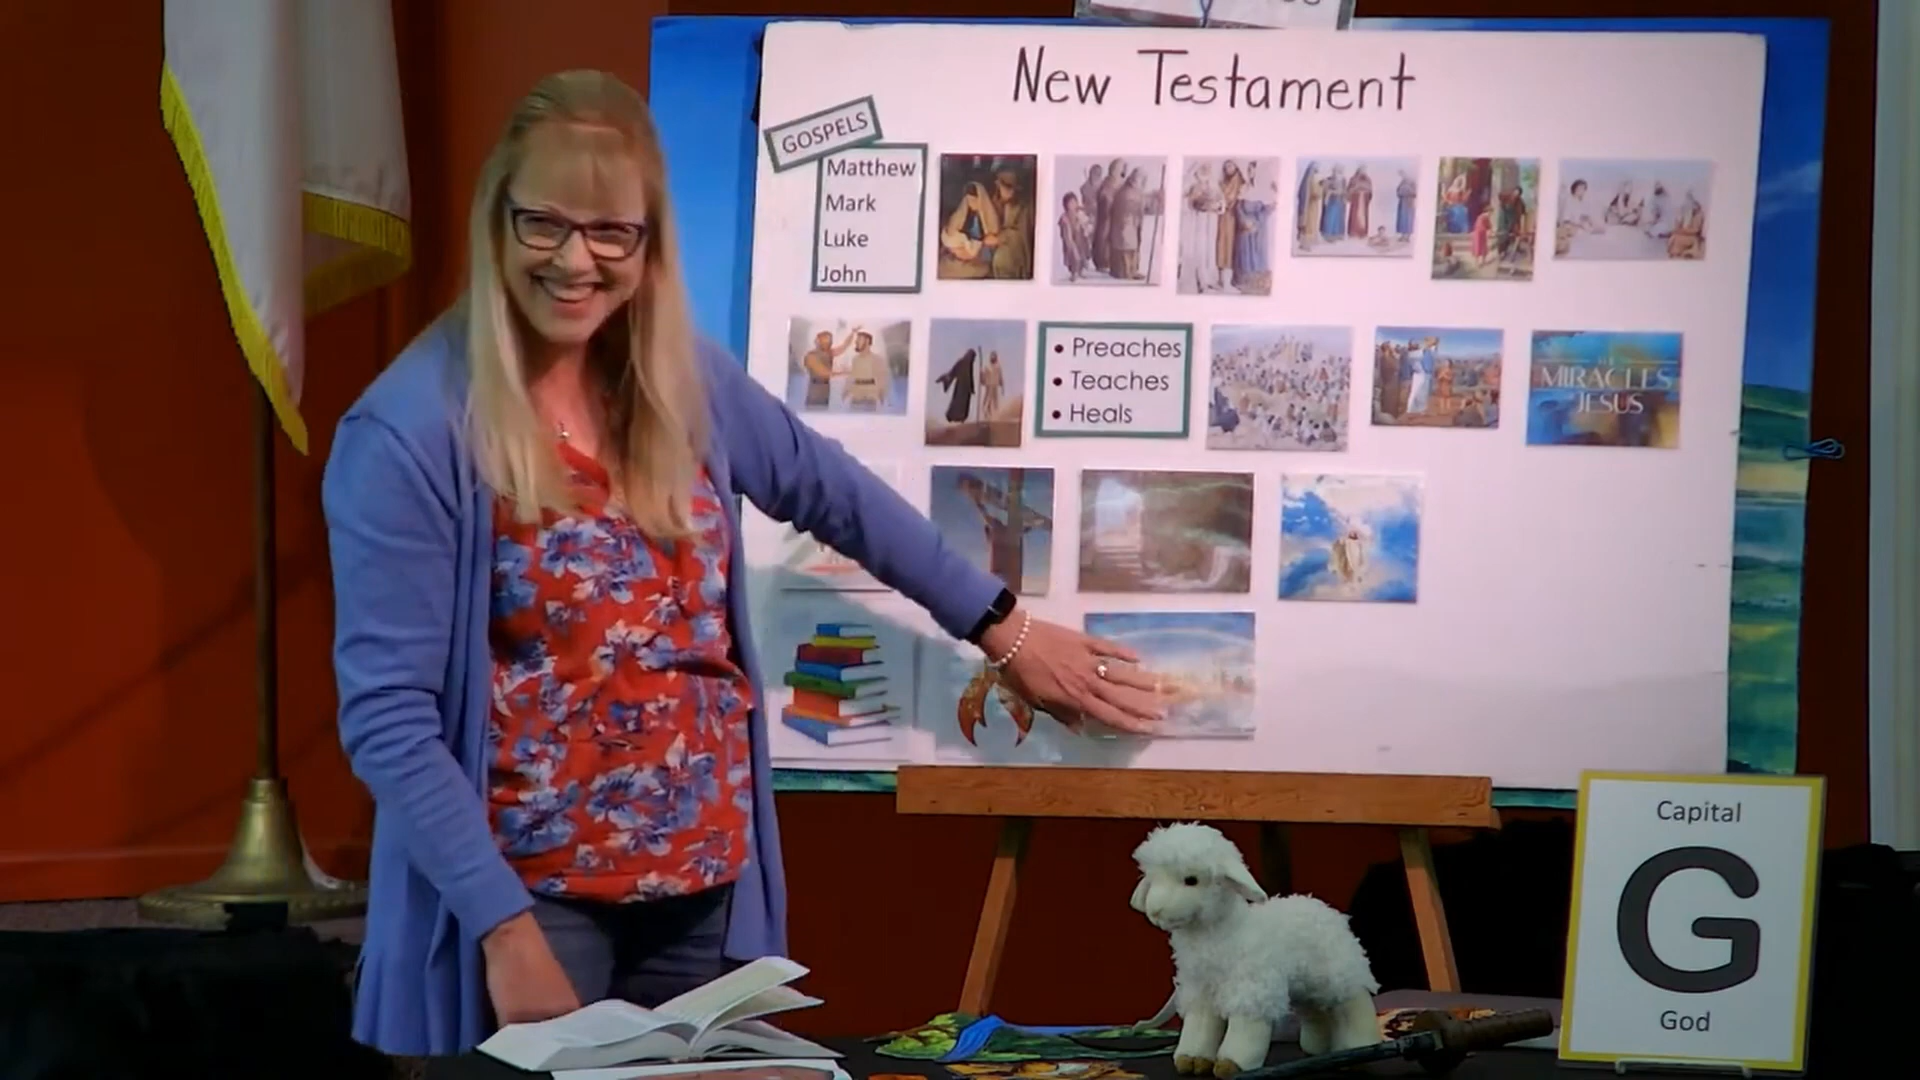 New Testament
GOSPELS
Matthew
Mark
Luke
John
• Preaches
• Teaches
• Heals
MIRACLES
JESUS
Capital
G
God